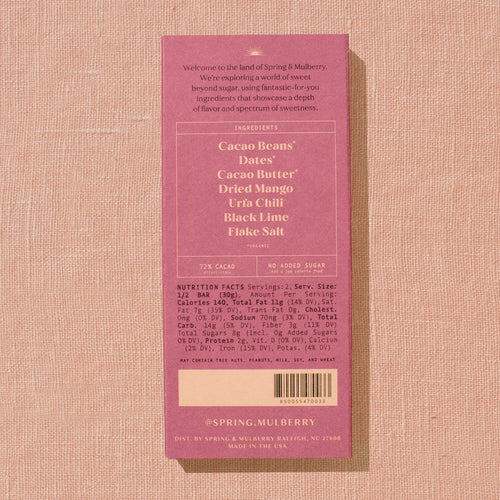 Welcome to the land of Spring & Mulberry.
We're exploring a world of sweet
beyond sugar, using fantastic-for-you
ingredients that showcase a depth
of flavor and spectrum of sweetness.
INGREDIENTS
Cacao Beans*
Dates*
Cacao Butter*
Dried Mango
Urfa Chili
Black Lime
Flake Salt
*ORGANIC
72% CACAO
NO ADDED SUGAR
NUTRITION FACTS Servings: 2, Serv. Size:
1/2 BAR (30g), Amount Per Serving:
Calories 140, Total Fat 11g (14% DV), Sat.
Fat 7g (35% DV), Trans Fat 0g, Cholest.
0mg (0% DV), Sodium 70mg (3% DV), Total
Carb. 14g (5% DV), Fiber 3g (11% DV)
Total Sugars 8g (Incl. 0g Added Sugars
0% DV), Protein 2g, Vit. D (0% DV), Calcium
(2% DV), Iron (15% DV), Potas. (4% DV).
MAY CONTAIN TREE NUTS, PEANUTS, MILK, SOY, AND WHEAT
@SPRING.MULBERRY
DIST. BY SPRING & MULBERRY RALEIGH, NC 27608
MADE IN THE USA